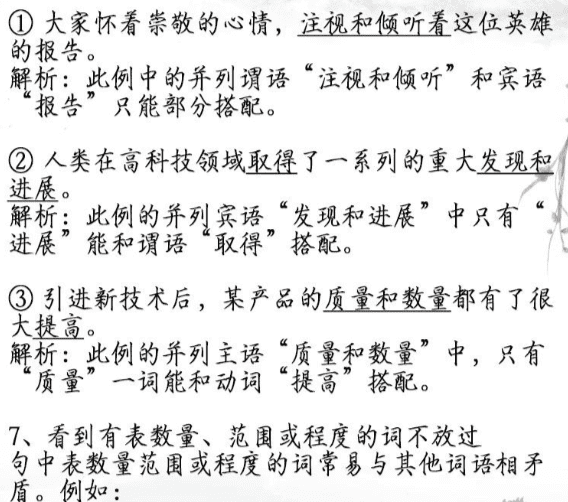 ① 大家怀着崇敬的心情，注视和倾听着这位英雄
的报告。
解析：此例中的并列谓语“注视和倾听”和宾语
“报告”只能部分搭配。
② 人类在高科技领域取得了一系列的重大发现和
进展。
解析：此例的并列宾语“发现和进展”中只有“
进展”能和谓语“取得”搭配。
③ 引进新技术后，某产品的质量和数量都有了很
大提高。
解析：此例的并列主语“质量和数量”中，只有
“质量”一词能和动词“提高”搭配。
7、看到有表数量、范围或程度的词不放过
句中表数量范围或程度的词常易与其他词语相矛
盾。例如：